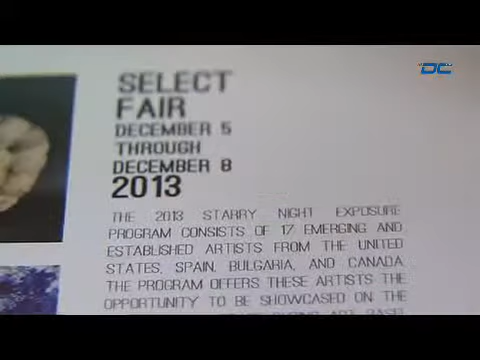 DC
SELECT
FAIR
DECEMBER 5
THROUGH
DECEMBER 8
2013
THE 2013 STARRY NIGHT EXPOSURE
PROGRAM CONSISTS OF 17 EMERGING AND
ESTABLISHED ARTISTS FROM THE UNITED
STATES, SPAIN, BULGARIA, AND CANADA
THE PROGRAM OFFERS THESE ARTISTS THE
OPPORTUNITY TO BE SHOWCASED ON THE